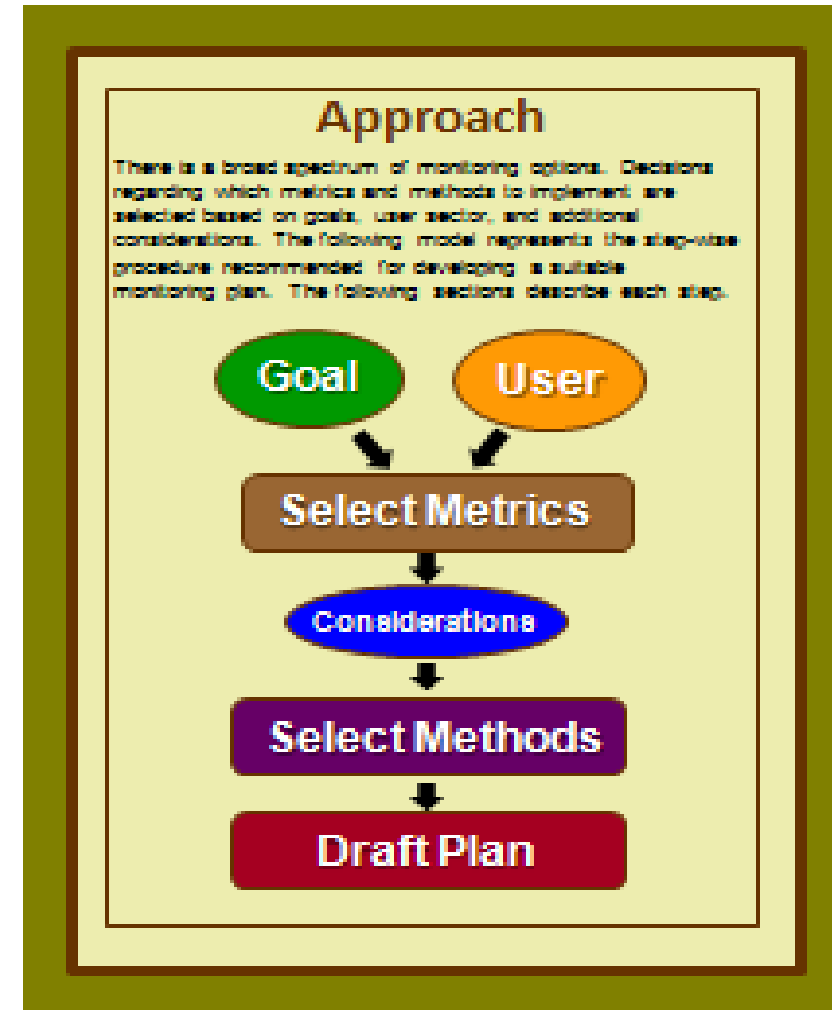 Approach
There is a broad spectrum of monitoring options. Decisions
regarding which metrics and methods to implement are
selected based on goals, user sector, and additional
considerations. The following model represents the step-wise
procedure recommended for developing a suitable
monitoring plan. The following sections describe each step.
Goal
User
Select Metrics
Considerations
Select Methods
Draft Plan